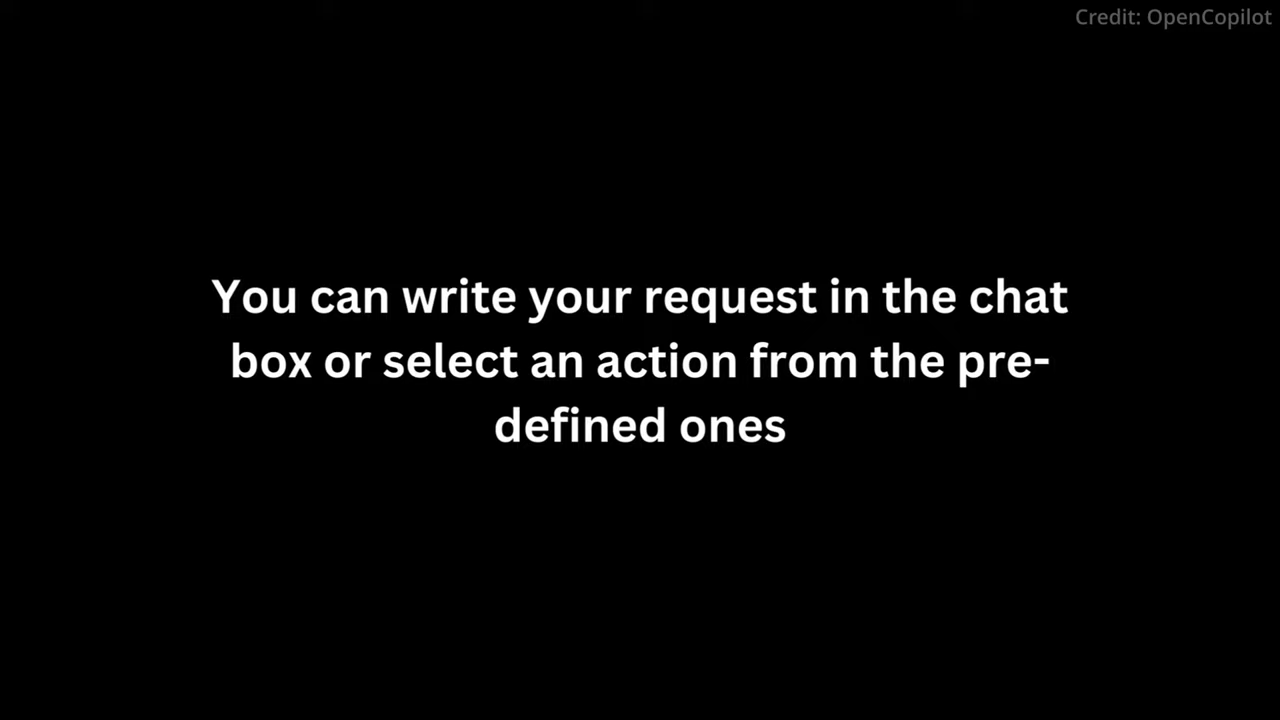 Credit: OpenCopilot
You can write your request in the chat
box or select an action from the pre-
defined ones